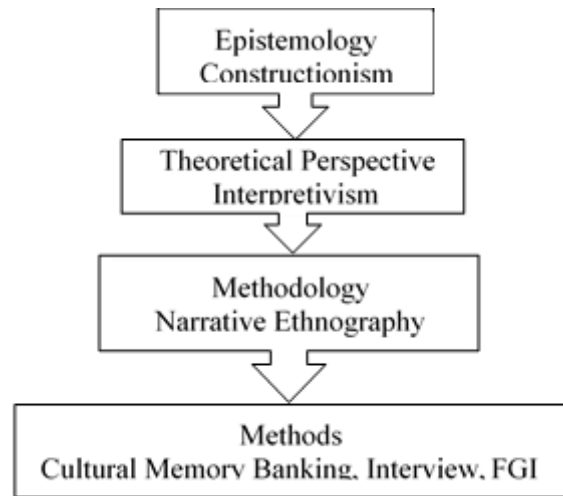 Epistemology
Constructionism
Theoretical Perspective
Interpretivism
Methodology
Narrative Ethnography
Methods
Cultural Memory Banking, Interview, FGI